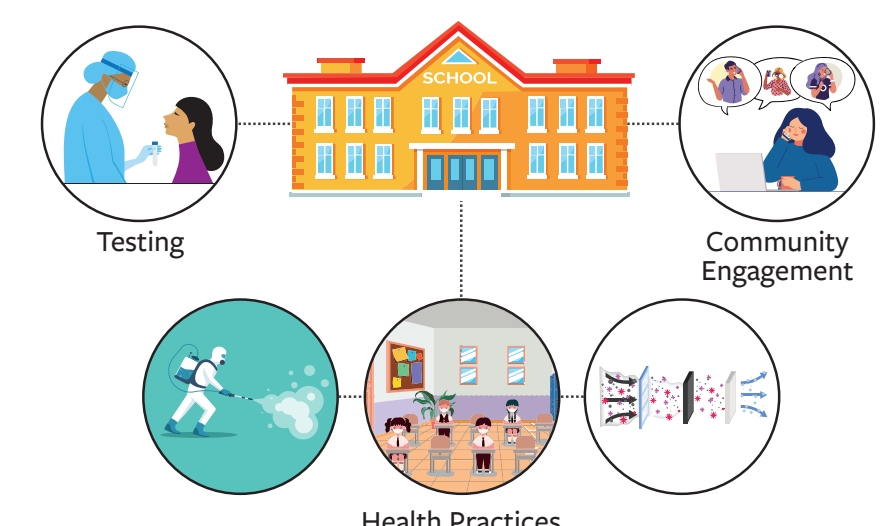 SCHOOL
Testing
Community
Engagement
Health Practices